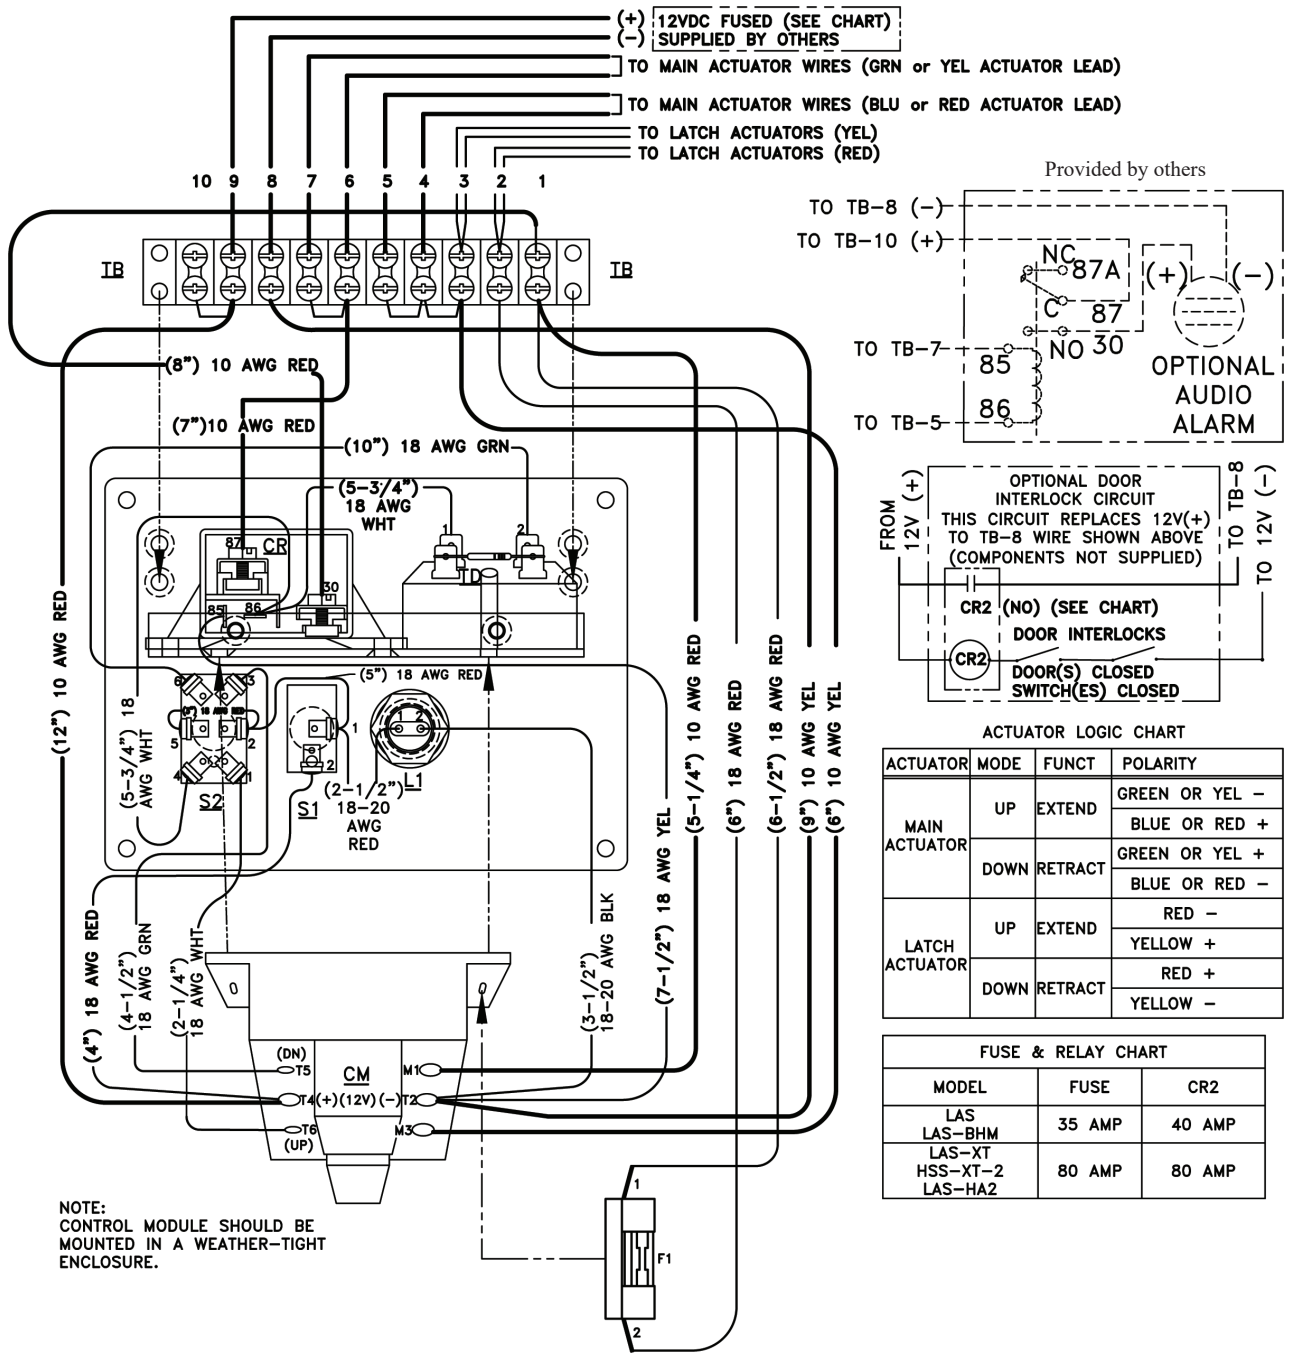 (+) 12VDC FUSED (SEE CHART)
(-) SUPPLIED BY OTHERS
TO MAIN ACTUATOR WIRES (GRN or YEL ACTUATOR LEAD)
TO MAIN ACTUATOR WIRES (BLU or RED ACTUATOR LEAD)
TO LATCH ACTUATORS (YEL)
TO LATCH ACTUATORS (RED)
10 9 8 7 6 5 4 3 2 1
TB
TB
Provided by others
TO TB-8 (-)
TO TB-10 (+)
NC
87A
C
87
NO 30
(+)
(-)
TO TB-7
85
86
TO TB-5
OPTIONAL
AUDIO
ALARM
(8") 10 AWG RED
(7")10 AWG RED
(10") 18 AWG GRN
(5-3/4")
18 AWG
WHT
87
CR
30
85
86
1
2
TD
FROM
12V (+)
OPTIONAL DOOR
INTERLOCK CIRCUIT
THIS CIRCUIT REPLACES 12V(+)
TO TB-8 WIRE SHOWN ABOVE
(COMPONENTS NOT SUPPLIED)
TO TB-8
TO 12V (-)
CR2 (NO) (SEE CHART)
DOOR INTERLOCKS
CR2
DOOR(S) CLOSED
SWITCH(ES) CLOSED
(12") 10 AWG RED
(5") 18 AWG RED
6
3
(2") 18 AWG RED
5
2
4
1
S2
(5-3/4") 18
AWG WHT
1
2
S1
1 2
L1
(2-1/2")
18-20
AWG
RED
(5-1/4") 10 AWG RED
(6") 18 AWG RED
(6-1/2") 18 AWG RED
(9") 10 AWG YEL
(6") 10 AWG YEL
(7-1/2") 18 AWG YEL
(3-1/2")
18-20 AWG BLK
(4") 18 AWG RED
(4-1/2")
18 AWG GRN
(2-1/4")
18 AWG WHT
(DN)
T5
CM
M1
T4(+)(12V)(-)T2
T6
(UP)
M3
1
F1
2
ACTUATOR LOGIC CHART
ACTUATOR MODE FUNCT POLARITY
MAIN
ACTUATOR
UP EXTEND
GREEN OR YEL -
BLUE OR RED +
DOWN RETRACT
GREEN OR YEL +
BLUE OR RED -
LATCH
ACTUATOR
UP EXTEND
RED -
YELLOW +
DOWN RETRACT
RED +
YELLOW -
FUSE & RELAY CHART
MODEL FUSE CR2
LAS
LAS-BHM
35 AMP 40 AMP
LAS-XT
HSS-XT-2
LAS-HA2
80 AMP 80 AMP
NOTE:
CONTROL MODULE SHOULD BE
MOUNTED IN A WEATHER-TIGHT
ENCLOSURE.